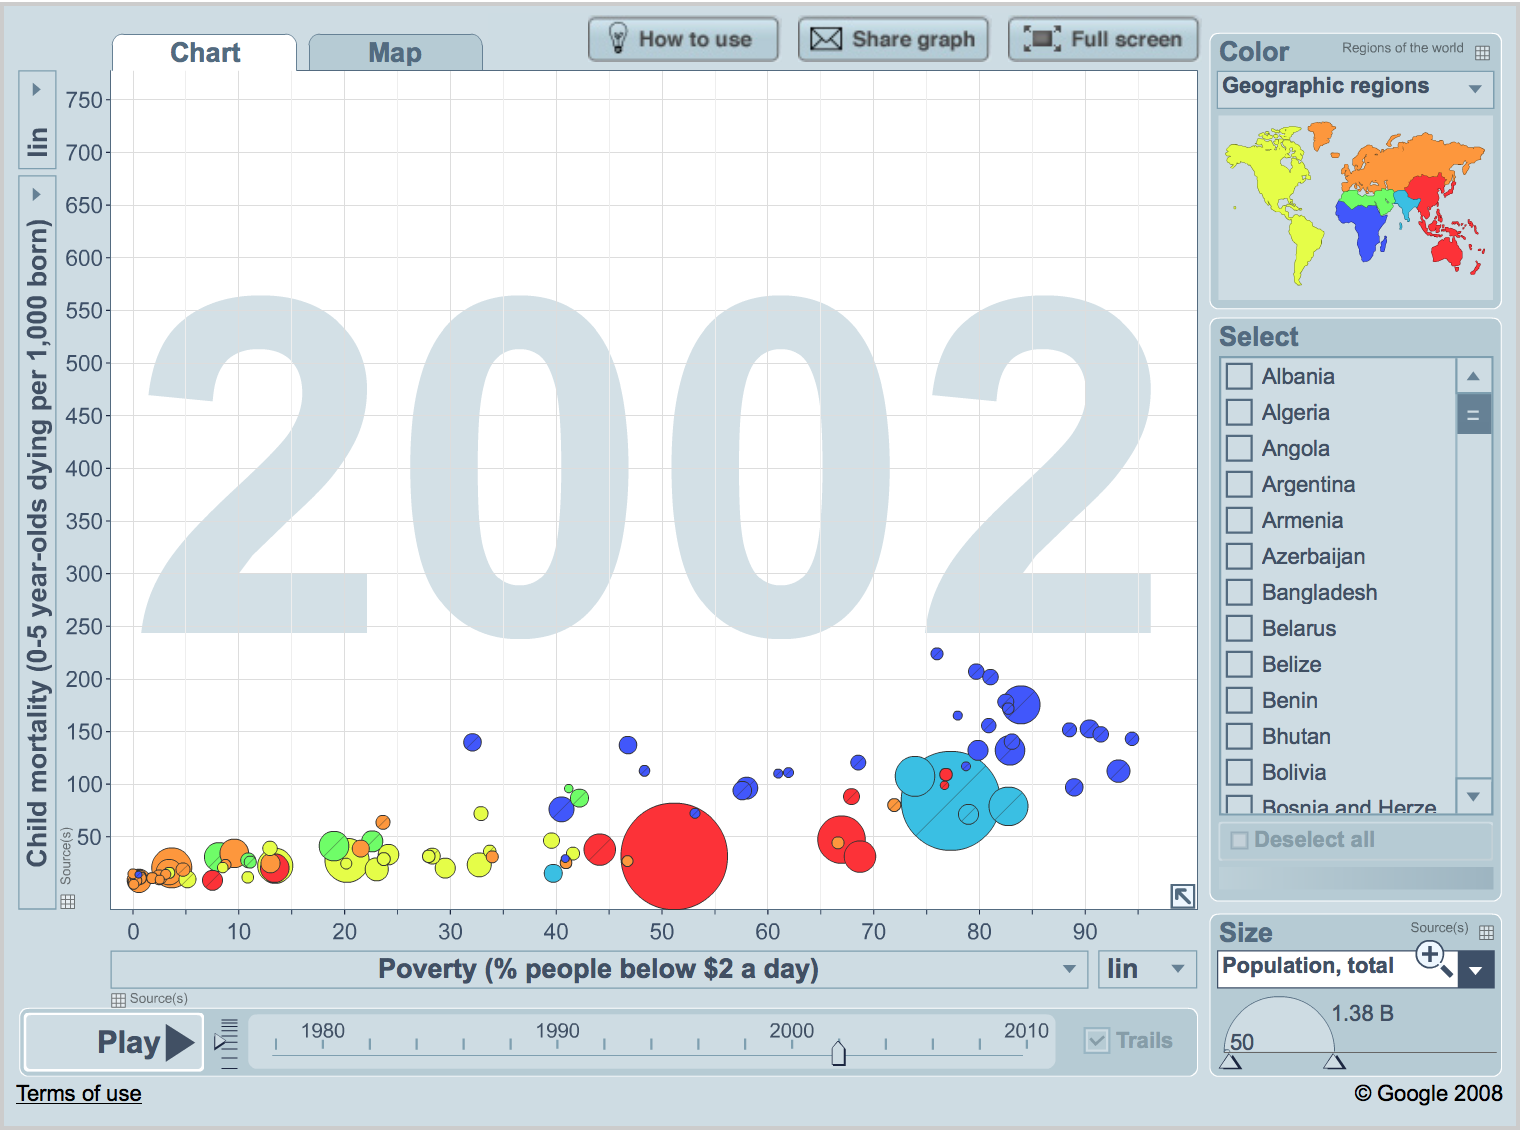 Chart
Map
How to use
Share graph
Full screen
lin
Child mortality (0-5 year-olds dying per 1,000 born)
Source(s)
750
700
650
600
550
500
450
400
350
300
250
200
150
100
50
2002
0 10 20 30 40 50 60 70 80 90
Poverty (% people below $2 a day)
lin
Source(s)
Play
1980 1990 2000 2010
Trails
Color
Regions of the world
Geographic regions
Select
Albania
Algeria
Angola
Argentina
Armenia
Azerbaijan
Bangladesh
Belarus
Belize
Benin
Bhutan
Bolivia
Bosnia and Herze
Deselect all
Size
Source(s)
Population, total
1.38 B
50
Terms of use
© Google 2008